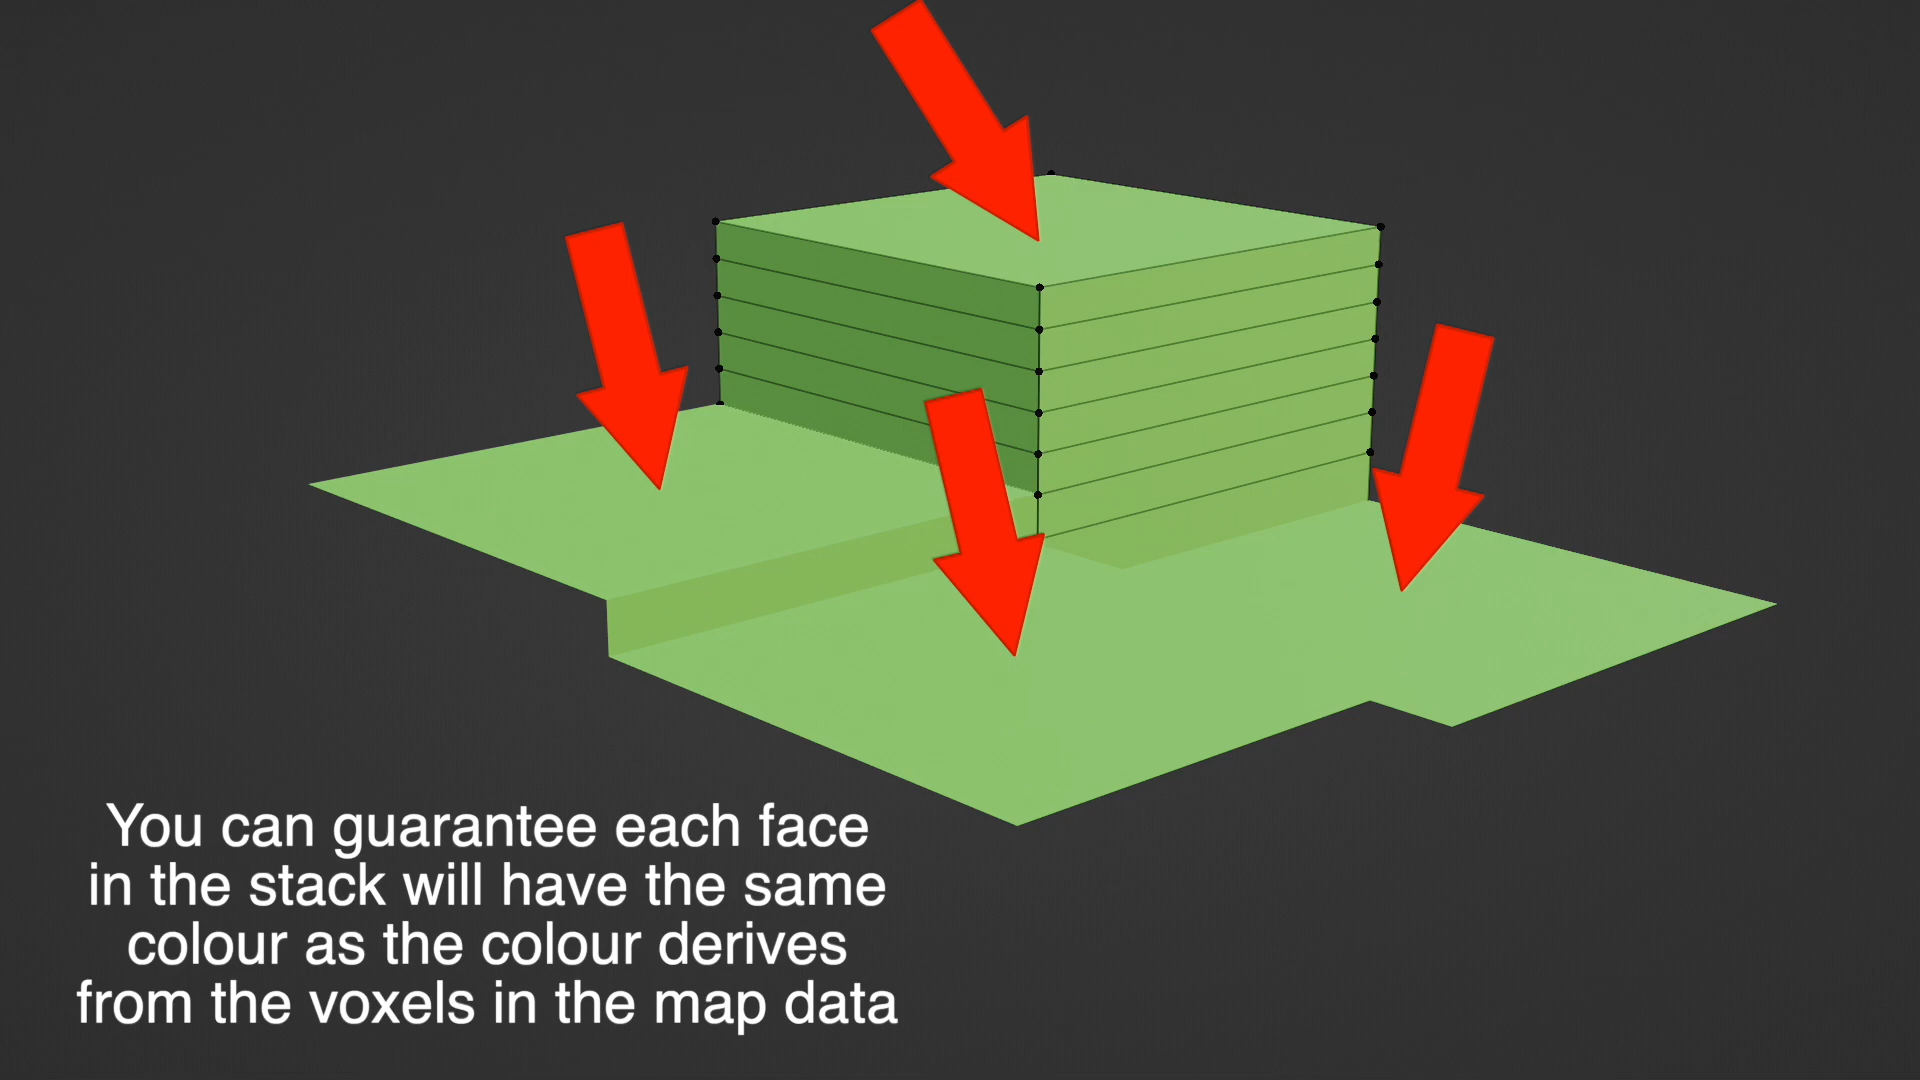 You can guarantee each face
in the stack will have the same
colour as the colour derives
from the voxels in the map data